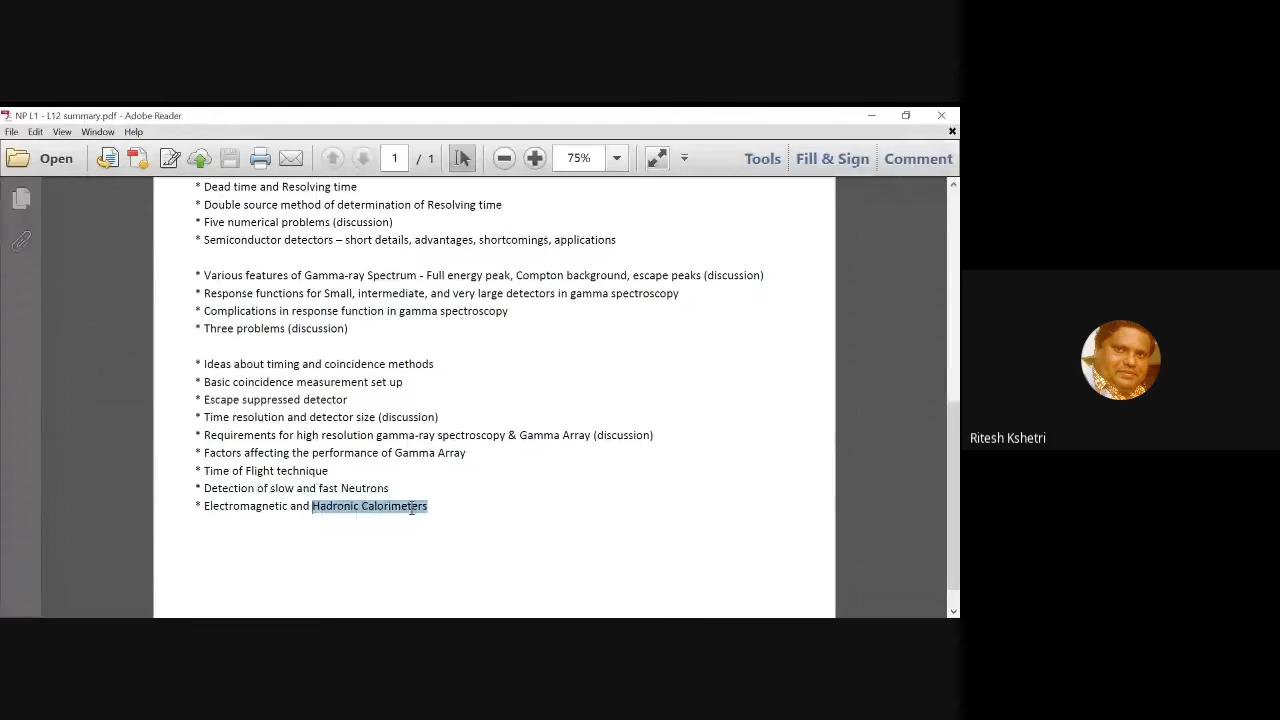 NP L1 - L12 summary.pdf - Adobe Reader
File Edit View Window Help
Open 1 / 1 75% Tools Fill & Sign Comment
* Dead time and Resolving time
* Double source method of determination of Resolving time
* Five numerical problems (discussion)
* Semiconductor detectors – short details, advantages, shortcomings, applications
* Various features of Gamma-ray Spectrum - Full energy peak, Compton background, escape peaks (discussion)
* Response functions for Small, intermediate, and very large detectors in gamma spectroscopy
* Complications in response function in gamma spectroscopy
* Three problems (discussion)
* Ideas about timing and coincidence methods
* Basic coincidence measurement set up
* Escape suppressed detector
* Time resolution and detector size (discussion)
* Requirements for high resolution gamma-ray spectroscopy & Gamma Array (discussion)
* Factors affecting the performance of Gamma Array
* Time of Flight technique
* Detection of slow and fast Neutrons
* Electromagnetic and Hadronic Calorimeters
Ritesh Kshetri